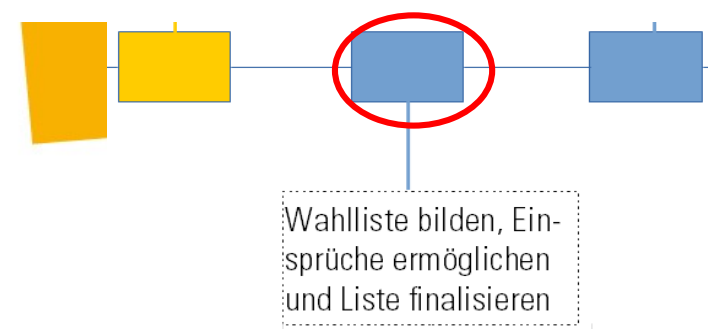 Wahlliste bilden, Ein-
sprüche ermöglichen
und Liste finalisieren